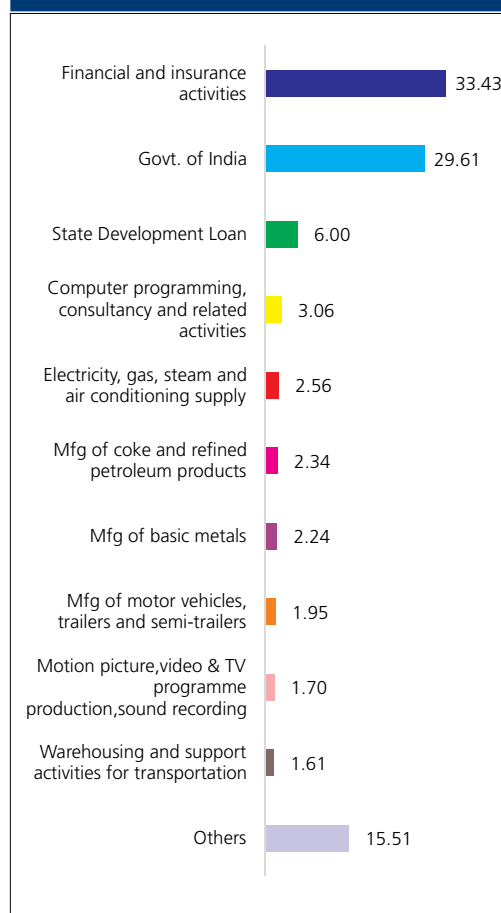 Financial and insurance
activities
33.43
Govt. of India
29.61
State Development Loan
6.00
Computer programming,
consultancy and related
activities
3.06
Electricity, gas, steam and
air conditioning supply
2.56
Mfg of coke and refined
petroleum products
2.34
Mfg of basic metals
2.24
Mfg of motor vehicles,
trailers and semi-trailers
1.95
Motion picture,video & TV
programme
production,sound recording
1.70
Warehousing and support
activities for transportation
1.61
Others
15.51